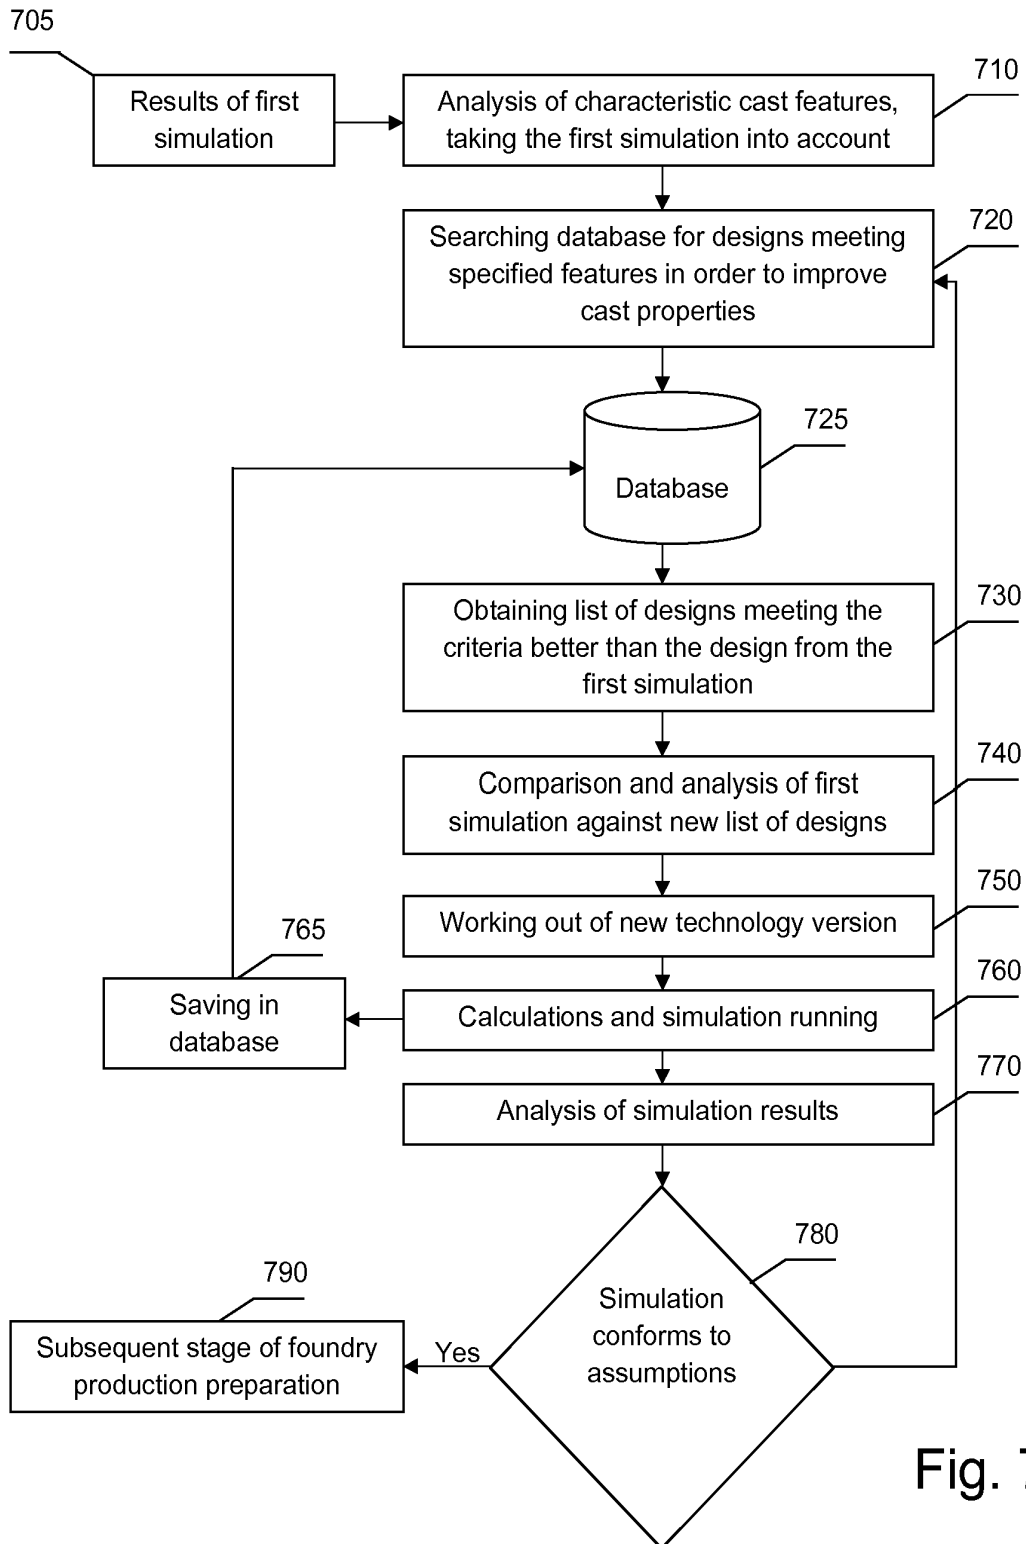 705
Results of first
simulation
710
Analysis of characteristic cast features,
taking the first simulation into account
720
Searching database for designs meeting
specified features in order to improve
cast properties
725
Database
730
Obtaining list of designs meeting the
criteria better than the design from the
first simulation
740
Comparison and analysis of first
simulation against new list of designs
750
Working out of new technology version
765
Saving in
database
760
Calculations and simulation running
770
Analysis of simulation results
780
Simulation
conforms to
assumptions
790
Subsequent stage of foundry
production preparation
Yes
Fig. 7